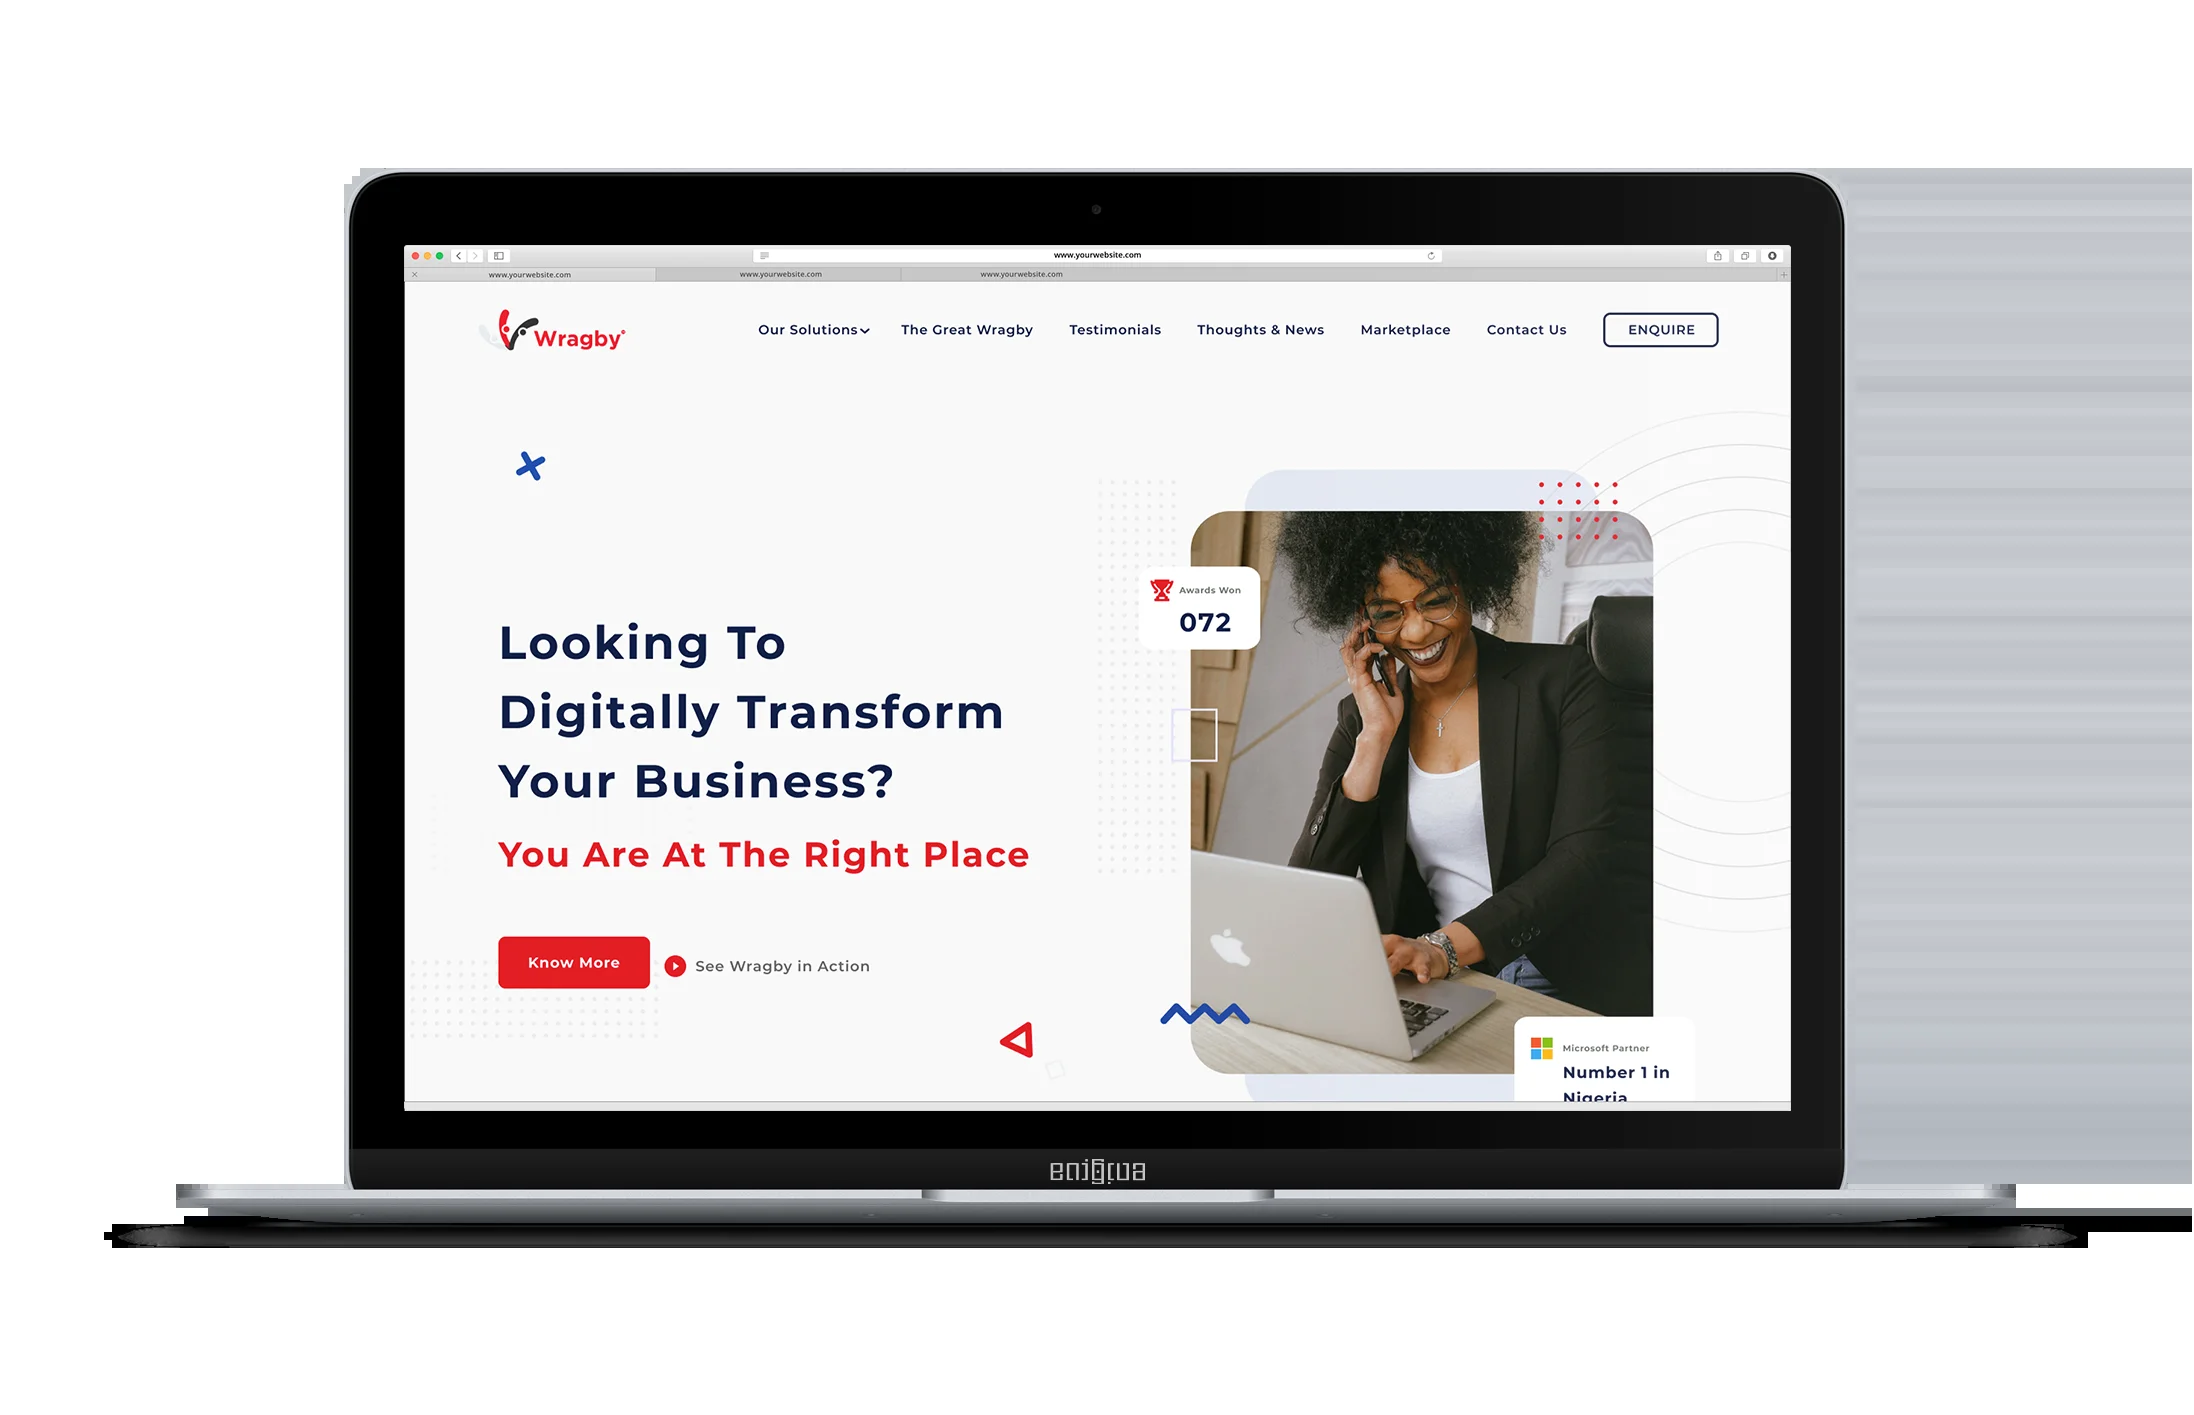 www.yourwebsite.com
www.yourwebsite.com www.yourwebsite.com www.yourwebsite.com
Wragby
Our Solutions The Great Wragby Testimonials Thoughts & News Marketplace Contact Us ENQUIRE
Looking To
Digitally Transform
Your Business?
You Are At The Right Place
Know More
See Wragby in Action
Awards Won
072
Microsoft Partner
Number 1 in
Nigeria
enigma